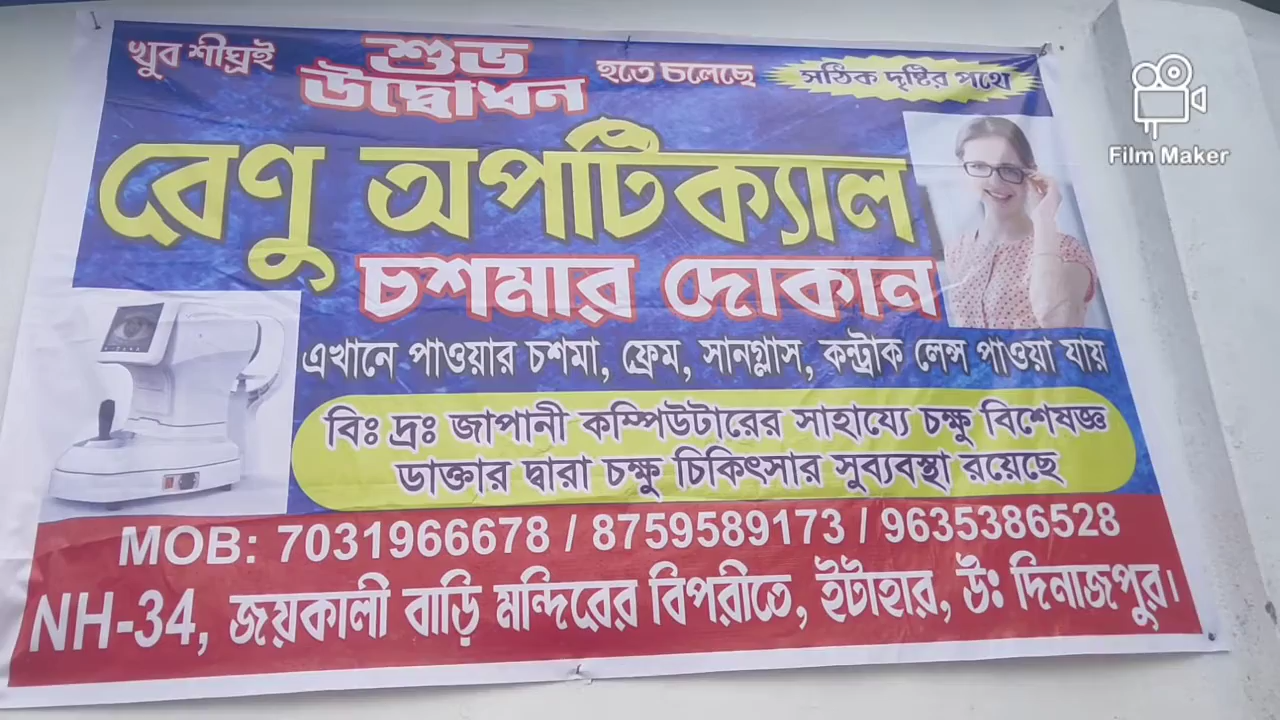 খুব শীঘ্রই শুভ উদ্বোধন হতে চলেছে
সঠিক দৃষ্টির পথে
রেণু অপটিক্যাল
চশমার দোকান
এখানে পাওয়ার চশমা, ফ্রেম, সানগ্লাস, কন্ট্রাক লেন্স পাওয়া যায়
বিঃ দ্রঃ জাপানী কম্পিউটারের সাহায্যে চক্ষু বিশেষজ্ঞ
ডাক্তার দ্বারা চক্ষু চিকিৎসার সুব্যবস্থা রয়েছে
MOB: 7031966678 / 8759589173 / 9635386528
NH-34, জয়কালী বাড়ি মন্দিরের বিপরীতে, ইটাহার, উঃ দিনাজপুর।
Film Maker